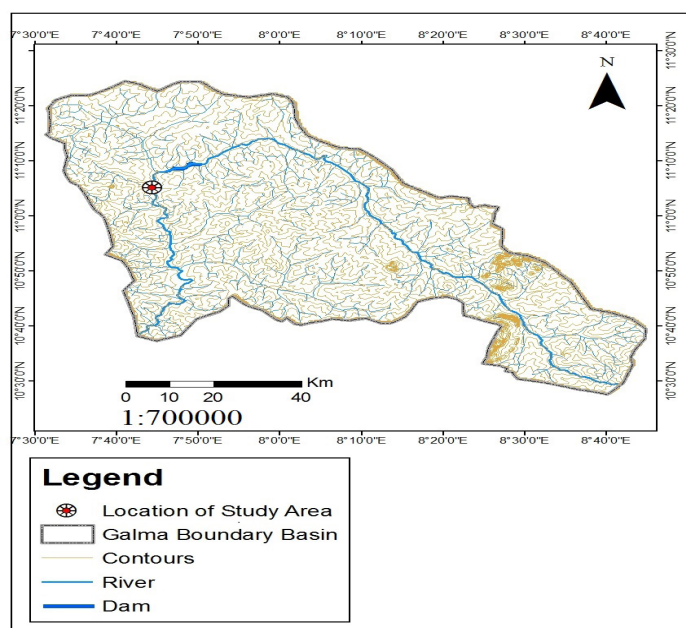 7°30'0"E 7°40'0"E 7°50'0"E 8°0'0"E 8°10'0"E 8°20'0"E 8°30'0"E 8°40'0"E
11°30'0"N
N
11°20'0"N 11°20'0"N
11°10'0"N 11°10'0"N
11°0'0"N 11°0'0"N
10°50'0"N 10°50'0"N
10°40'0"N 10°40'0"N
10°30'0"N 10°30'0"N
Km
0 10 20 40
1:700000
7°30'0"E 7°40'0"E 7°50'0"E 8°0'0"E 8°10'0"E 8°20'0"E 8°30'0"E 8°40'0"E
Legend
Location of Study Area
Galma Boundary Basin
Contours
River
Dam